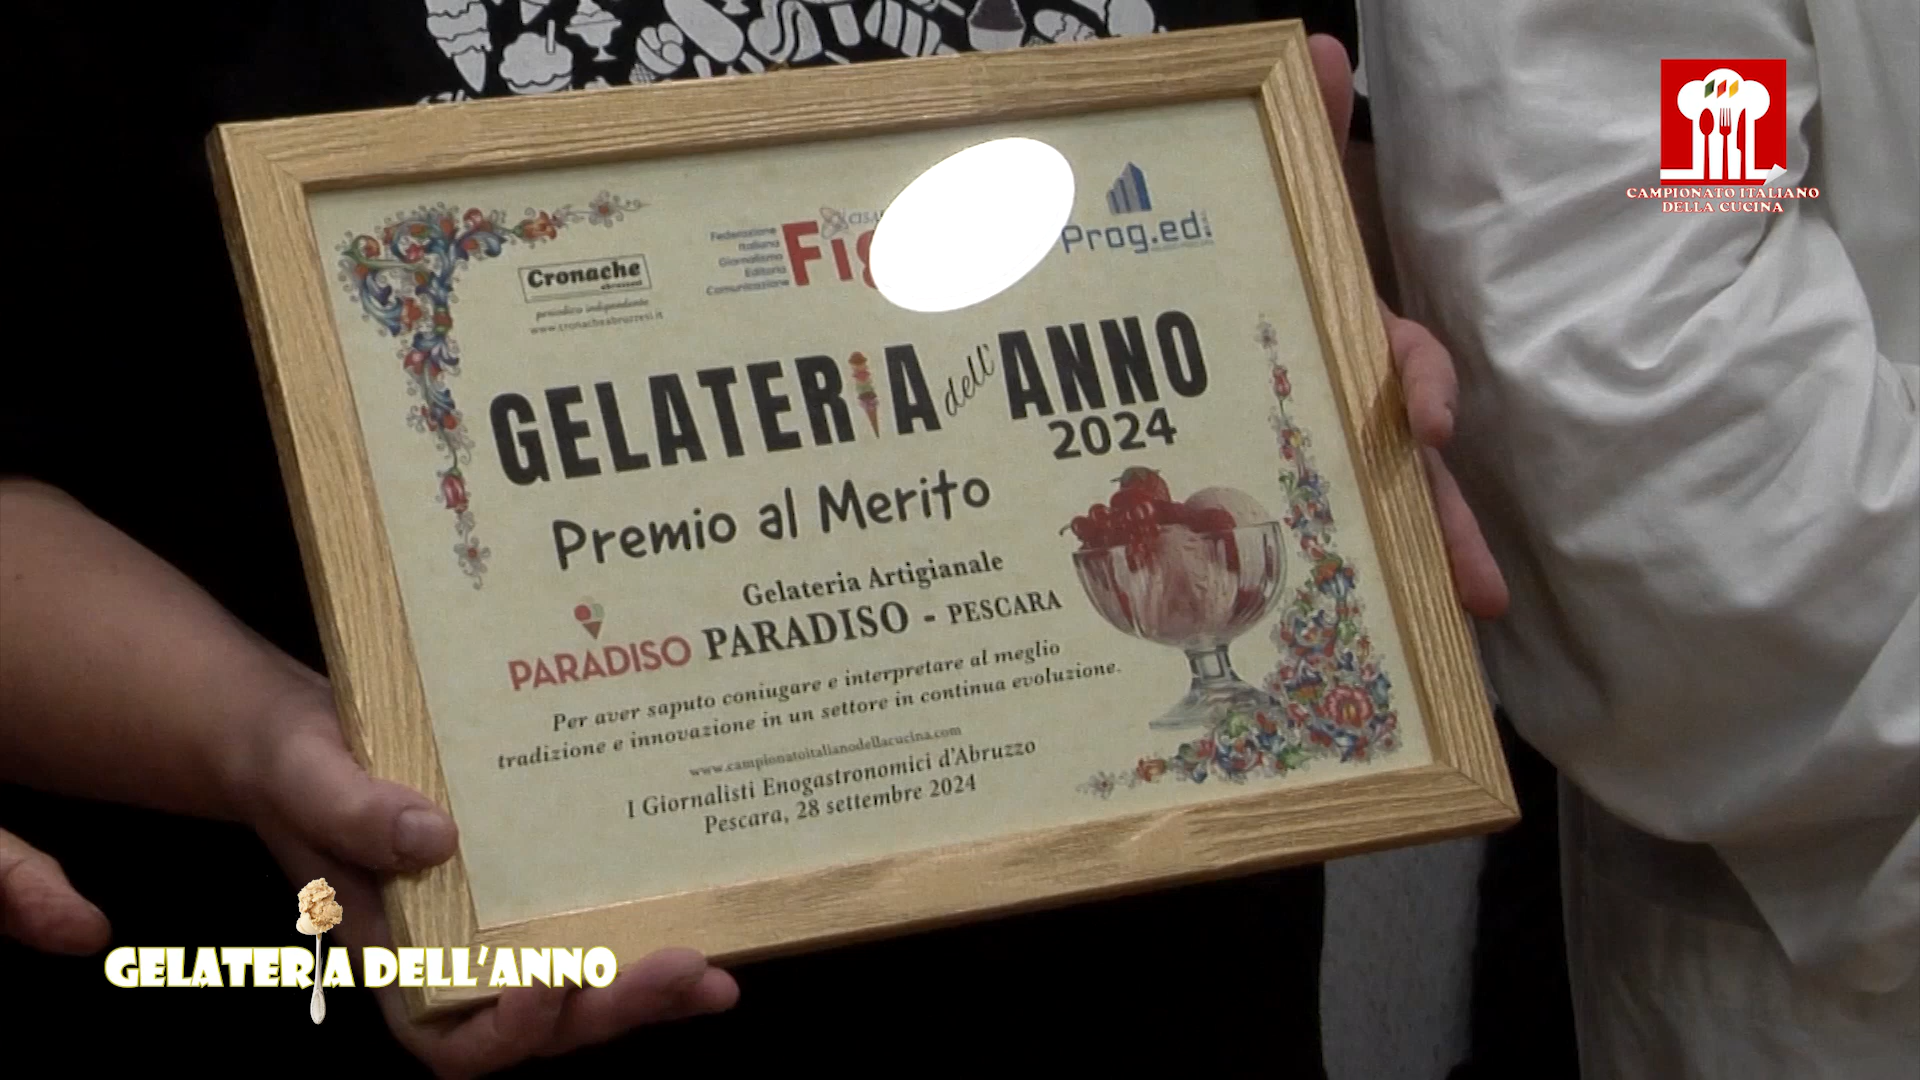 CAMPIONATO ITALIANO
DELLA CUCINA
Cronache
abruzzesi
periodico indipendente
www.cronacheabruzzesi.it
Federazione
Italiana
Giornalismo
Editoria
Comunicazione
Prog.edi
GELATERIA dell'ANNO
2024
Premio al Merito
Gelateria Artigianale
PARADISO PARADISO - PESCARA
Per aver saputo coniugare e interpretare al meglio
tradizione e innovazione in un settore in continua evoluzione.
www.campionatoitalianodellacucina.com
I Giornalisti Enogastronomici d'Abruzzo
Pescara, 28 settembre 2024
GELATERIA DELL'ANNO